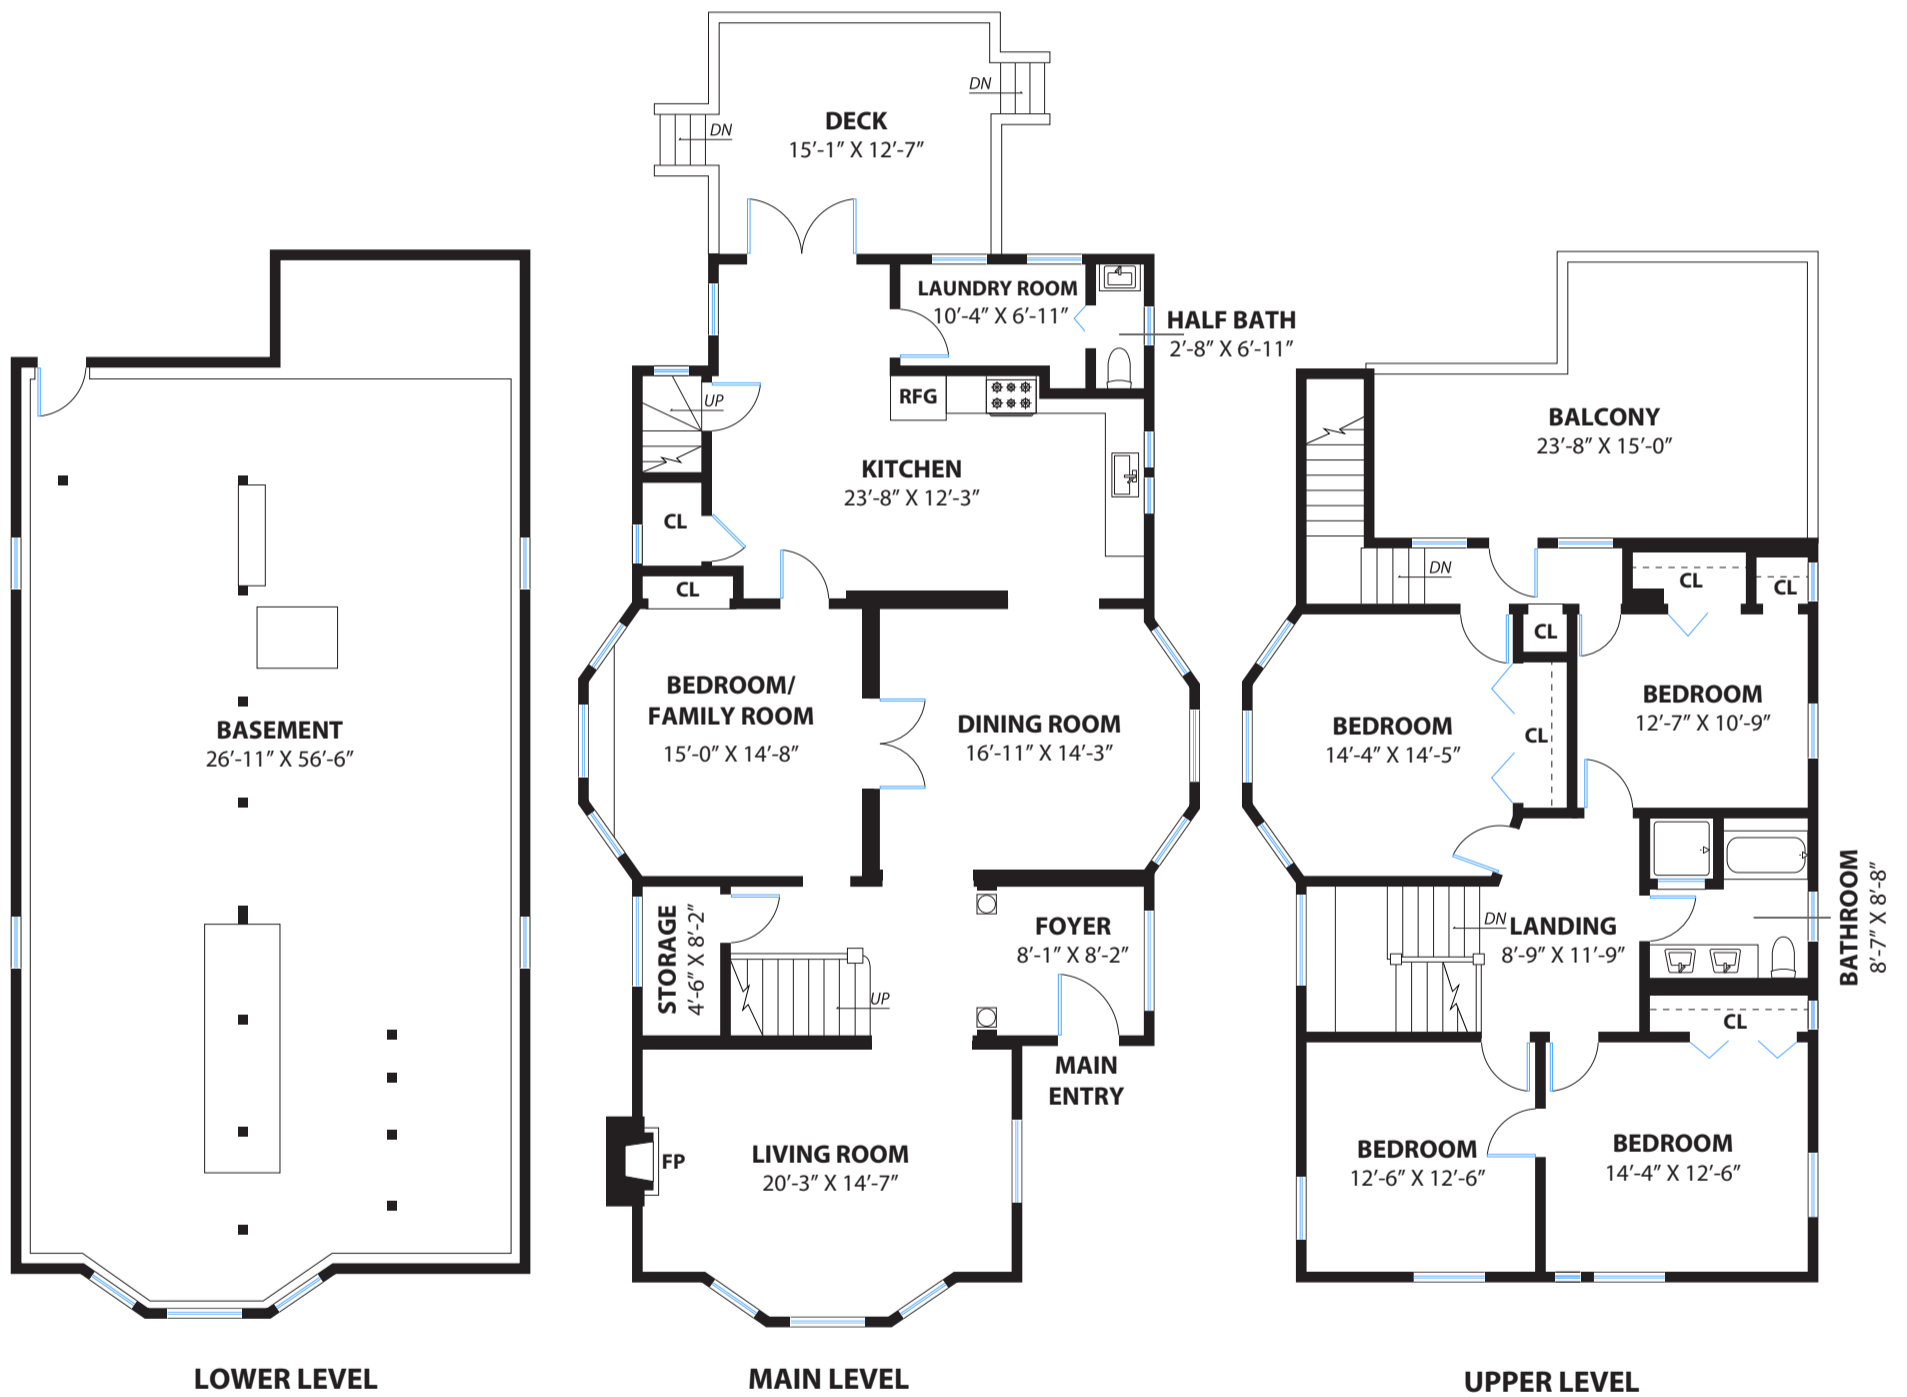 BASEMENT
26’-11” X 56’-6”
LOWER LEVEL
DN
DN
DECK
15’-1” X 12’-7”
LAUNDRY ROOM
10’-4” X 6’-11”
HALF BATH
2’-8” X 6’-11”
UP
RFG
KITCHEN
23’-8” X 12’-3”
CL
CL
BEDROOM/
FAMILY ROOM
15’-0” X 14’-8”
DINING ROOM
16’-11” X 14’-3”
STORAGE
4’-6” X 8’-2”
FOYER
8’-1” X 8’-2”
UP
MAIN
ENTRY
FP
LIVING ROOM
20’-3” X 14’-7”
MAIN LEVEL
BALCONY
23’-8” X 15’-0”
DN
CL
CL
CL
BEDROOM
14’-4” X 14’-5”
CL
BEDROOM
12’-7” X 10’-9”
DN
LANDING
8’-9” X 11’-9”
BATHROOM
8’-7” X 8’-8”
CL
BEDROOM
12’-6” X 12’-6”
BEDROOM
14’-4” X 12’-6”
UPPER LEVEL